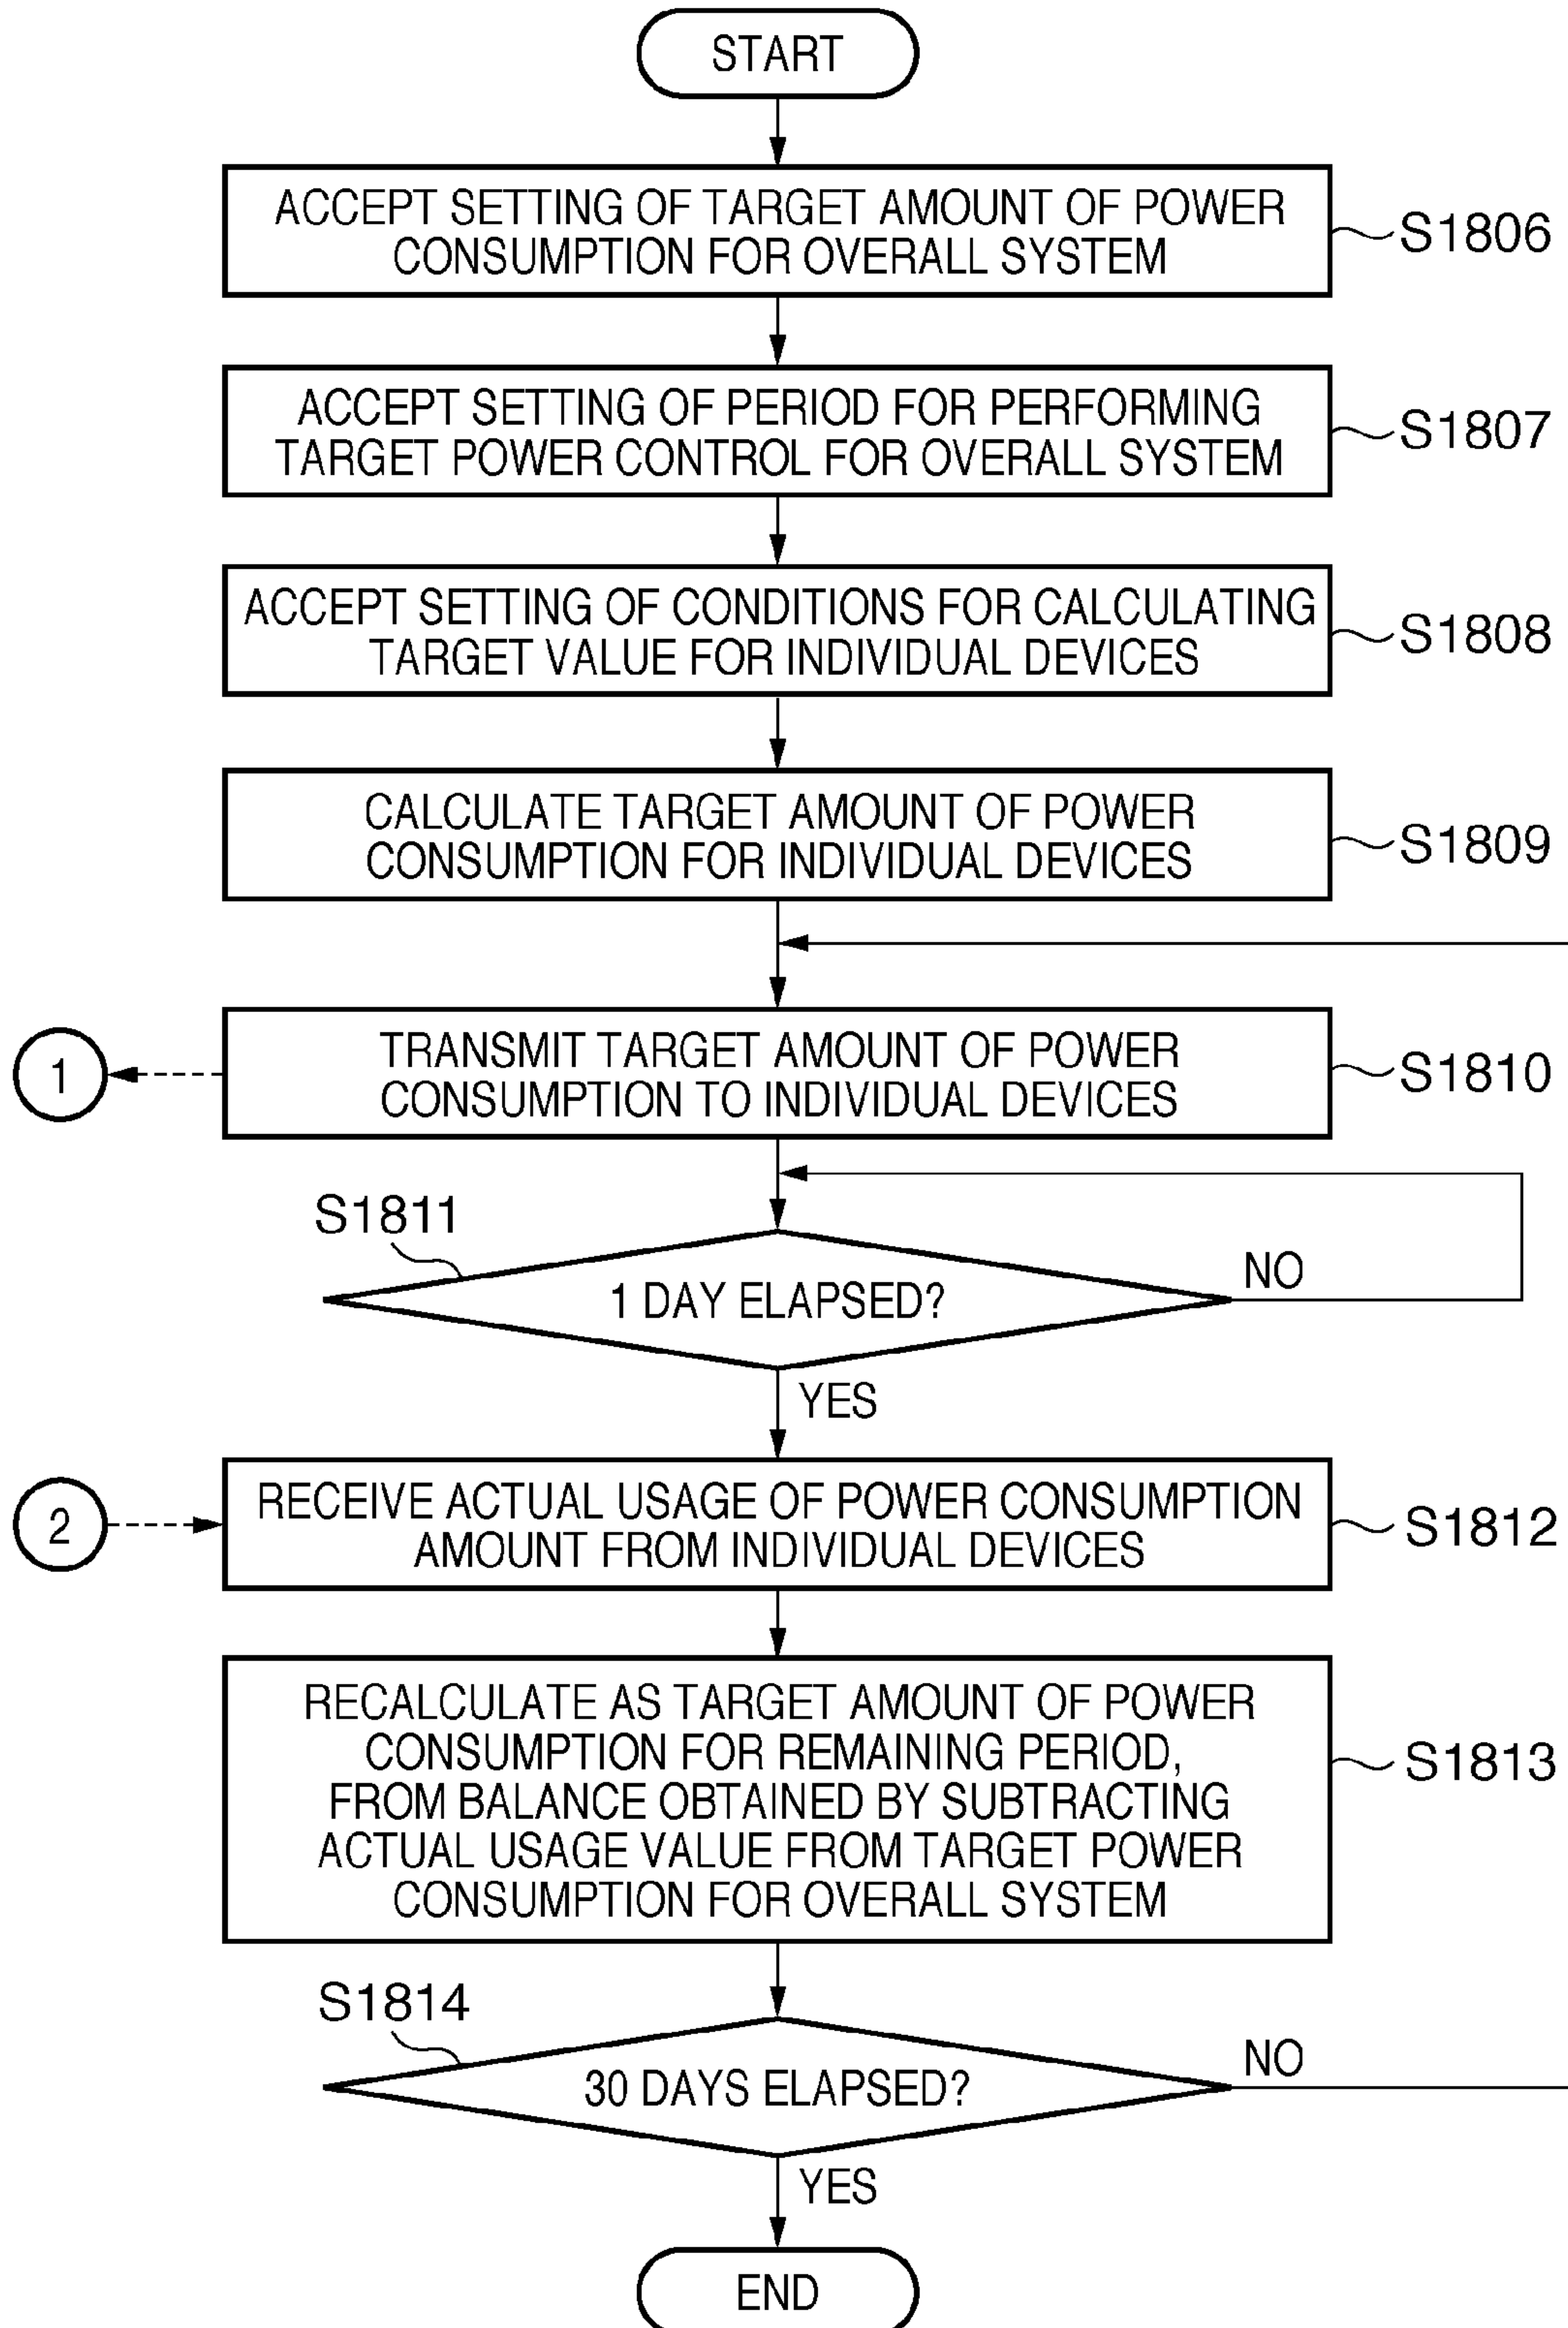 START
ACCEPT SETTING OF TARGET AMOUNT OF POWER
CONSUMPTION FOR OVERALL SYSTEM
S1806
ACCEPT SETTING OF PERIOD FOR PERFORMING
TARGET POWER CONTROL FOR OVERALL SYSTEM
S1807
ACCEPT SETTING OF CONDITIONS FOR CALCULATING
TARGET VALUE FOR INDIVIDUAL DEVICES
S1808
CALCULATE TARGET AMOUNT OF POWER
CONSUMPTION FOR INDIVIDUAL DEVICES
S1809
1
TRANSMIT TARGET AMOUNT OF POWER
CONSUMPTION TO INDIVIDUAL DEVICES
S1810
S1811
1 DAY ELAPSED?
NO
YES
2
RECEIVE ACTUAL USAGE OF POWER CONSUMPTION
AMOUNT FROM INDIVIDUAL DEVICES
S1812
RECALCULATE AS TARGET AMOUNT OF POWER
CONSUMPTION FOR REMAINING PERIOD,
FROM BALANCE OBTAINED BY SUBTRACTING
ACTUAL USAGE VALUE FROM TARGET POWER
CONSUMPTION FOR OVERALL SYSTEM
S1813
S1814
30 DAYS ELAPSED?
NO
YES
END